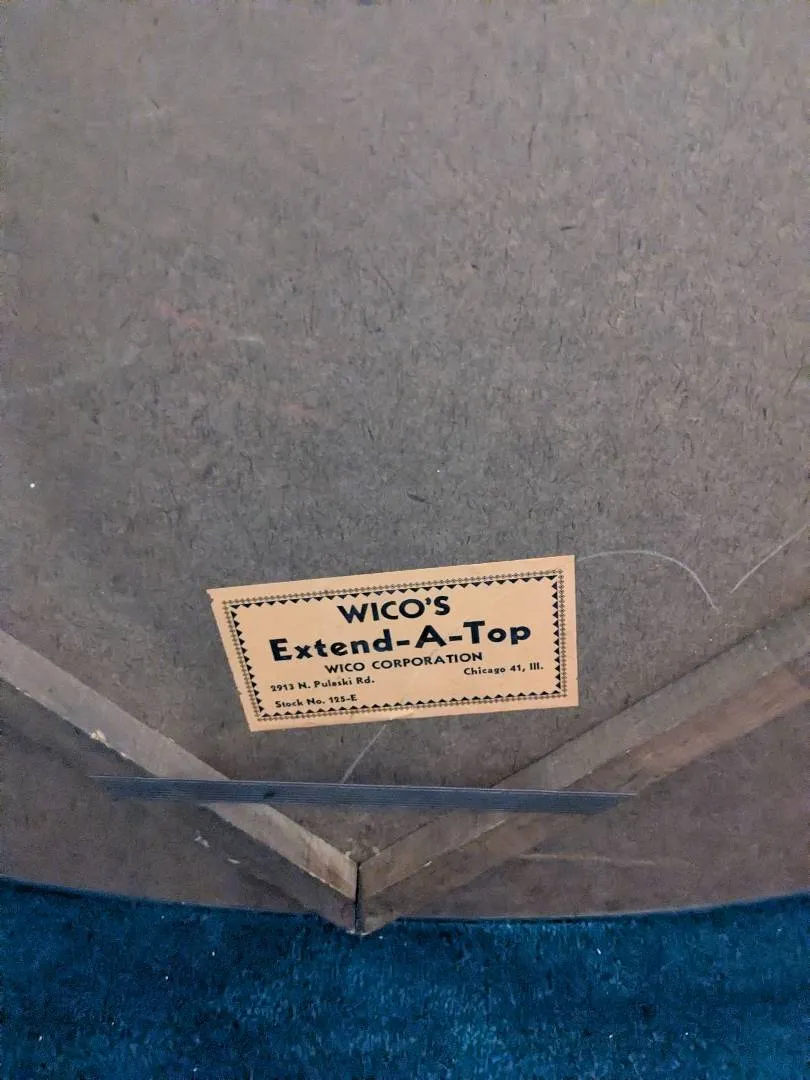 WICO'S
Extend-A-Top
WICO CORPORATION
2913 N. Pulaski Rd. Chicago 41, Ill.
Stock No. 125-E